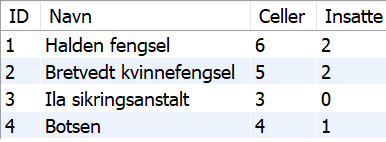 ID Navn Celler Insatte
1 Halden fengsel 6 2
2 Bretvedt kvinnefengsel 5 2
3 Ila sikringsanstalt 3 0
4 Botsen 4 1